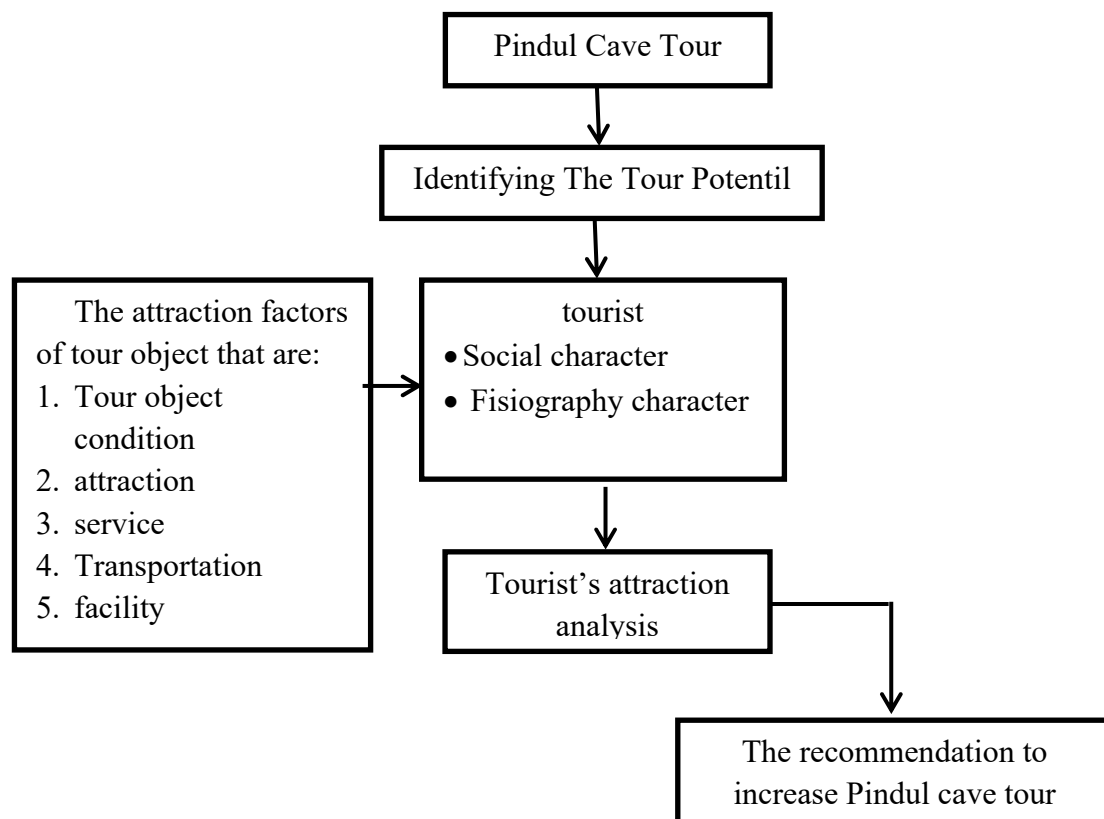 Pindul Cave Tour
Identifying The Tour Potentil
The attraction factors
of tour object that are:
1. Tour object
condition
2. attraction
3. service
4. Transportation
5. facility
tourist
• Social character
• Fisiography character
Tourist’s attraction
analysis
The recommendation to
increase Pindul cave tour